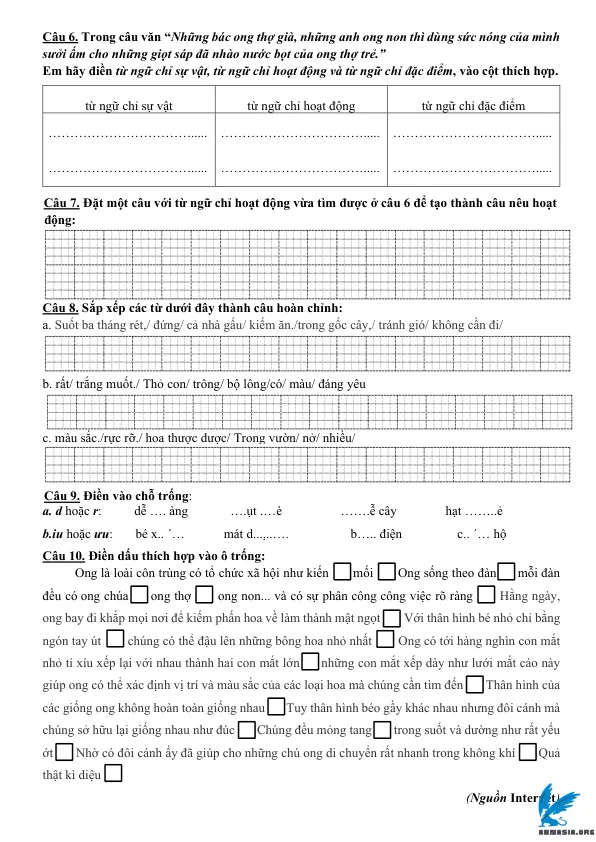 Câu 6. Trong câu văn “Những bác ong thợ già, những anh ong non thì dùng sức nóng của mình
sưởi ấm cho những giọt sáp đã nhào nước bọt của ong thợ trẻ.”
Em hãy điền từ ngữ chỉ sự vật, từ ngữ chỉ hoạt động và từ ngữ chỉ đặc điểm, vào cột thích hợp.
từ ngữ chỉ sự vật từ ngữ chỉ hoạt động từ ngữ chỉ đặc điểm
……………………………..... ……………………………..... …………………………….....
……………………………..... ……………………………..... …………………………….....
Câu 7. Đặt một câu với từ ngữ chỉ hoạt động vừa tìm được ở câu 6 để tạo thành câu nêu hoạt
động:
Câu 8. Sắp xếp các từ dưới đây thành câu hoàn chỉnh:
a. Suốt ba tháng rét,/ đứng/ cả nhà gấu/ kiếm ăn./trong gốc cây,/ tránh gió/ không cần đi/
b. rất/ trắng muốt./ Thỏ con/ trông/ bộ lông/có/ màu/ đáng yêu
c. màu sắc./rực rỡ./ hoa thược dược/ Trong vườn/ nở/ nhiều/
Câu 9. Điền vào chỗ trống:
a. d hoặc r: dễ …. àng ….ụt ….è …….ễ cây hạt ……..ẻ
b.iu hoặc ưu: bé x.. ´… mát d...,..…. b….. điện c.. ´… hộ
Câu 10. Điền dấu thích hợp vào ô trống:
Ong là loài côn trùng có tổ chức xã hội như kiến □mối □Ong sống theo đàn□ mỗi đàn
đều có ong chúa□ong thợ □ ong non... và có sự phân công công việc rõ ràng □ Hằng ngày,
ong bay đi khắp mọi nơi để kiếm phấn hoa về làm thành mật ngọt□ Với thân hình bé nhỏ chỉ bằng
ngón tay út □ chúng có thể đậu lên những bông hoa nhỏ nhất □ Ong có tới hàng nghìn con mắt
nhỏ tí xíu xếp lại với nhau thành hai con mắt lớn□những con mắt xếp dày như lưới mắt cáo này
giúp ong có thể xác định vị trí và màu sắc của các loại hoa mà chúng cần tìm đến □Thân hình của
các giống ong không hoàn toàn giống nhau □Tuy thân hình béo gầy khác nhau nhưng đôi cánh mà
chúng sở hữu lại giống nhau như đúc □Chúng đều mỏng tang□trong suốt và dường như rất yếu
ớt□ Nhờ có đôi cánh ấy đã giúp cho những chú ong di chuyển rất nhanh trong không khí □Quả
thật kì diệu□
(Nguồn Internet)
ABMASIA.ORG